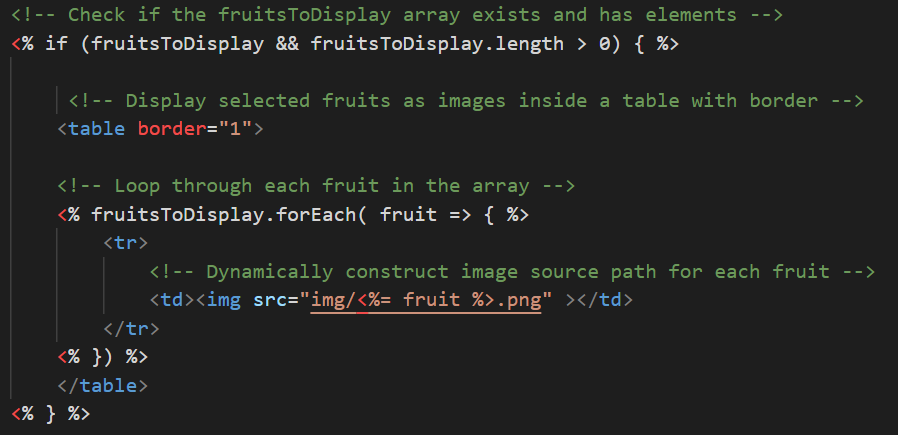 <!-- Check if the fruitsToDisplay array exists and has elements -->
<% if (fruitsToDisplay && fruitsToDisplay.length > 0) { %>
<!-- Display selected fruits as images inside a table with border -->
<table border="1">
<!-- Loop through each fruit in the array -->
<% fruitsToDisplay.forEach( fruit => { %>
<tr>
<!-- Dynamically construct image source path for each fruit -->
<td><img src="img/<%= fruit %>.png" ></td>
</tr>
<% }) %>
</table>
<% } %>